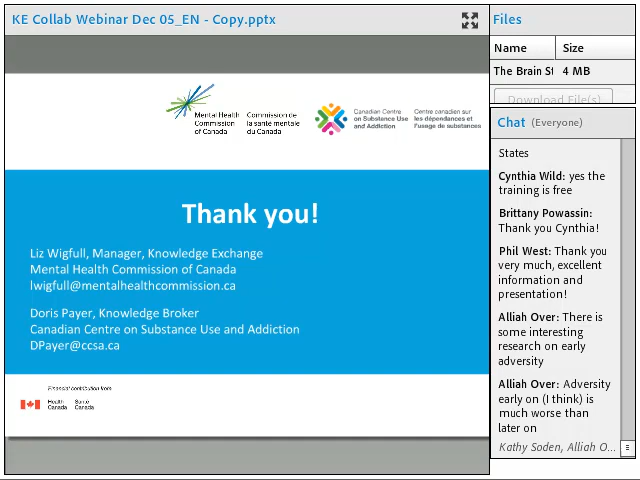 KE Collab Webinar Dec 05_EN - Copy.pptx
Mental Health
Commission
of Canada
Commission de
la santé mentale
du Canada
Canadian Centre
on Substance Use
and Addiction
Centre canadien sur
les dépendances et
l'usage de substances
Thank you!
Liz Wigfull, Manager, Knowledge Exchange
Mental Health Commission of Canada
lwigfull@mentalhealthcommission.ca
Doris Payer, Knowledge Broker
Canadian Centre on Substance Use and Addiction
DPayer@ccsa.ca
Financial contribution from
Health
Canada
Santé
Canada
Files
Name Size
The Brain St 4 MB
Download File(s)
Chat (Everyone)
States
Cynthia Wild: yes the
training is free
Brittany Powassin:
Thank you Cynthia!
Phil West: Thank you
very much, excellent
information and
presentation!
Alliah Over: There is
some interesting
research on early
adversity
Alliah Over: Adversity
early on (I think) is
much worse than
later on
Kathy Soden, Alliah O...